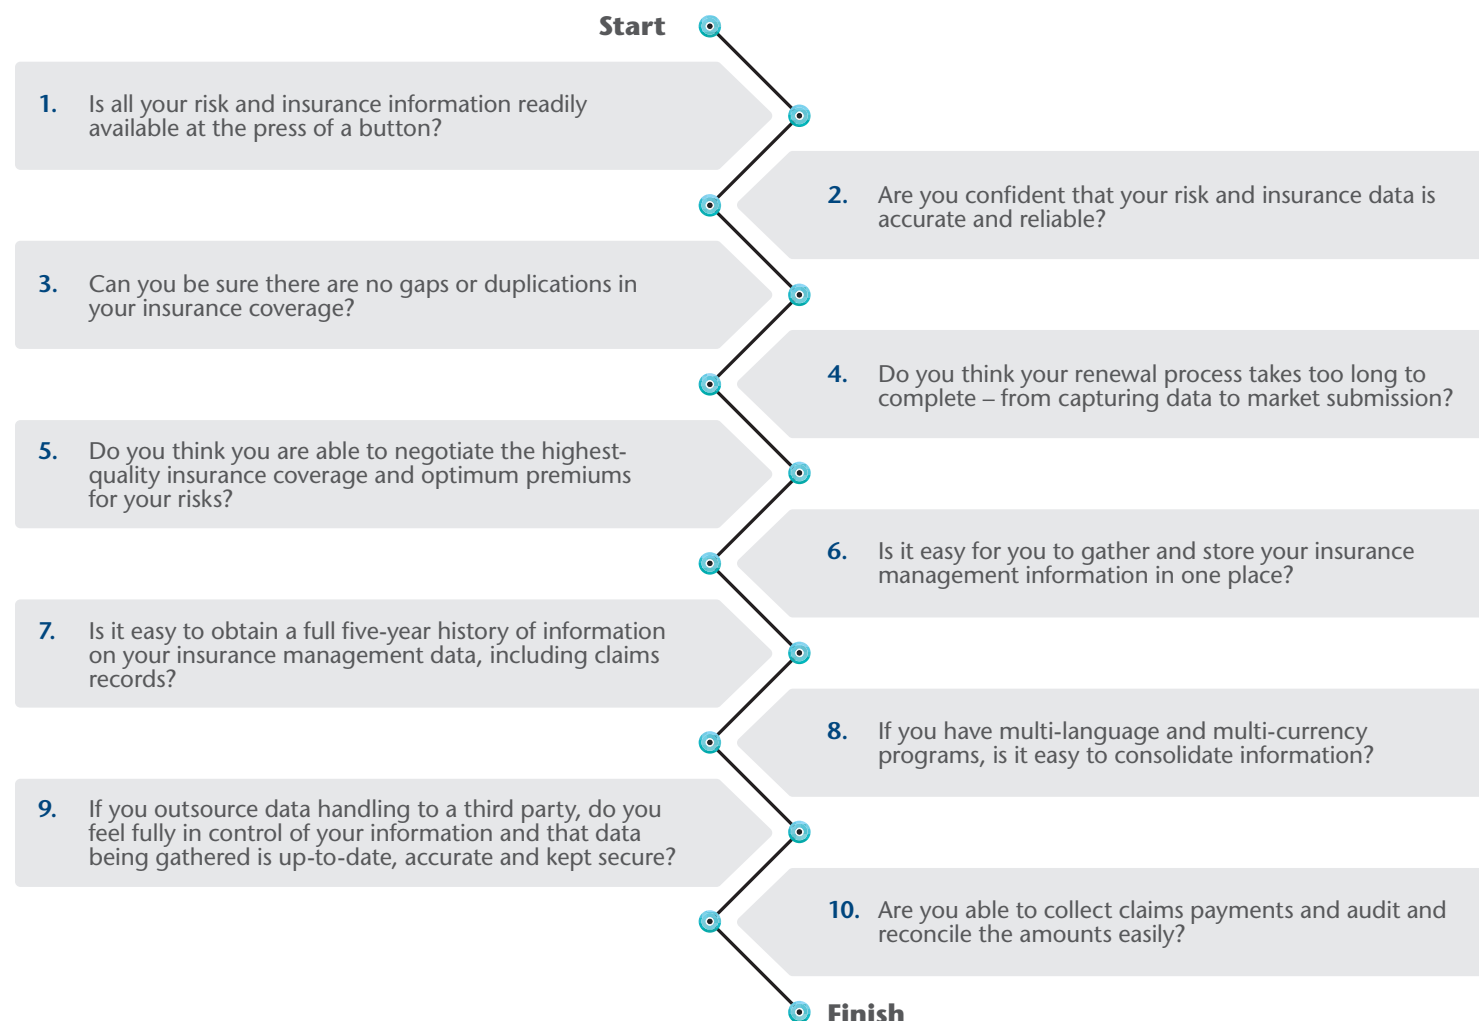 Start
1. Is all your risk and insurance information readily
available at the press of a button?
2. Are you confident that your risk and insurance data is
accurate and reliable?
3. Can you be sure there are no gaps or duplications in
your insurance coverage?
4. Do you think your renewal process takes too long to
complete – from capturing data to market submission?
5. Do you think you are able to negotiate the highest-
quality insurance coverage and optimum premiums
for your risks?
6. Is it easy for you to gather and store your insurance
management information in one place?
7. Is it easy to obtain a full five-year history of information
on your insurance management data, including claims
records?
8. If you have multi-language and multi-currency
programs, is it easy to consolidate information?
9. If you outsource data handling to a third party, do you
feel fully in control of your information and that data
being gathered is up-to-date, accurate and kept secure?
10. Are you able to collect claims payments and audit and
reconcile the amounts easily?
Finish